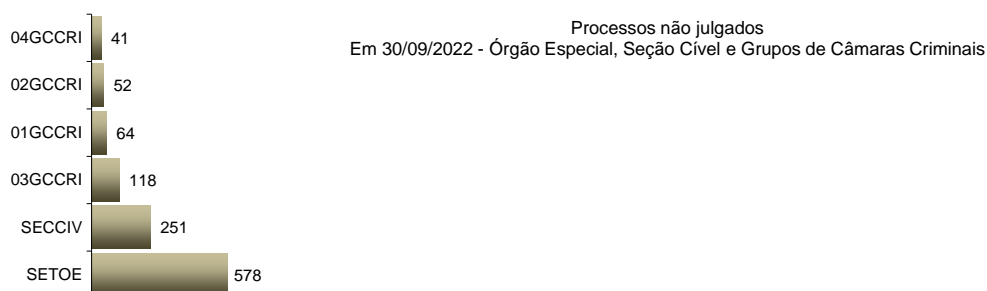 Processos não julgados
Em 30/09/2022 - Órgão Especial, Seção Cível e Grupos de Câmaras Criminais
04GCCRI 41
02GCCRI 52
01GCCRI 64
03GCCRI 118
SECCIV 251
SETOE 578